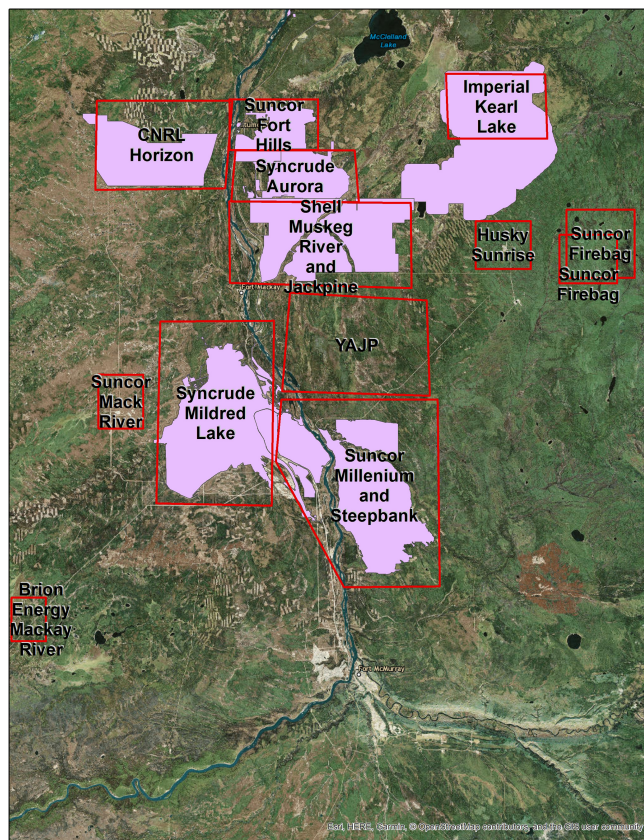 McClelland
Lake
Imperial
Kearl
Lake
Suncor
Fort
Hills
CNRL
Horizon
Syncrude
Aurora
Shell
Muskeg
River
and
Jackpine
Husky
Sunrise
Suncor
Firebag
Suncor
Firebag
Fort Mackay
YAJP
Suncor
Mack
River
Syncrude
Mildred
Lake
Suncor
Millenium
and
Steepbank
Brion
Energy
Mackay
River
Fort McMurray
Esri, HERE, Garmin, © OpenStreetMap contributors, and the GIS user community